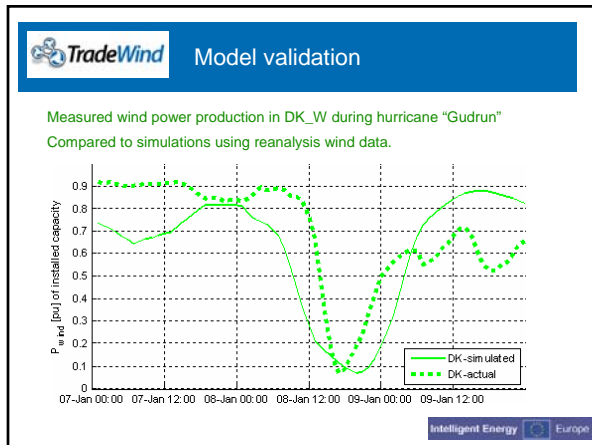 TradeWind
Model validation
Measured wind power production in DK_W during hurricane “Gudrun”
Compared to simulations using reanalysis wind data.
P wind [pu] of installed capacity
0.9
0.8
0.7
0.6
0.5
0.4
0.3
0.2
0.1
0
07-Jan 00:00 07-Jan 12:00 08-Jan 00:00 08-Jan 12:00 09-Jan 00:00 09-Jan 12:00
DK-simulated
DK-actual
Intelligent Energy Europe